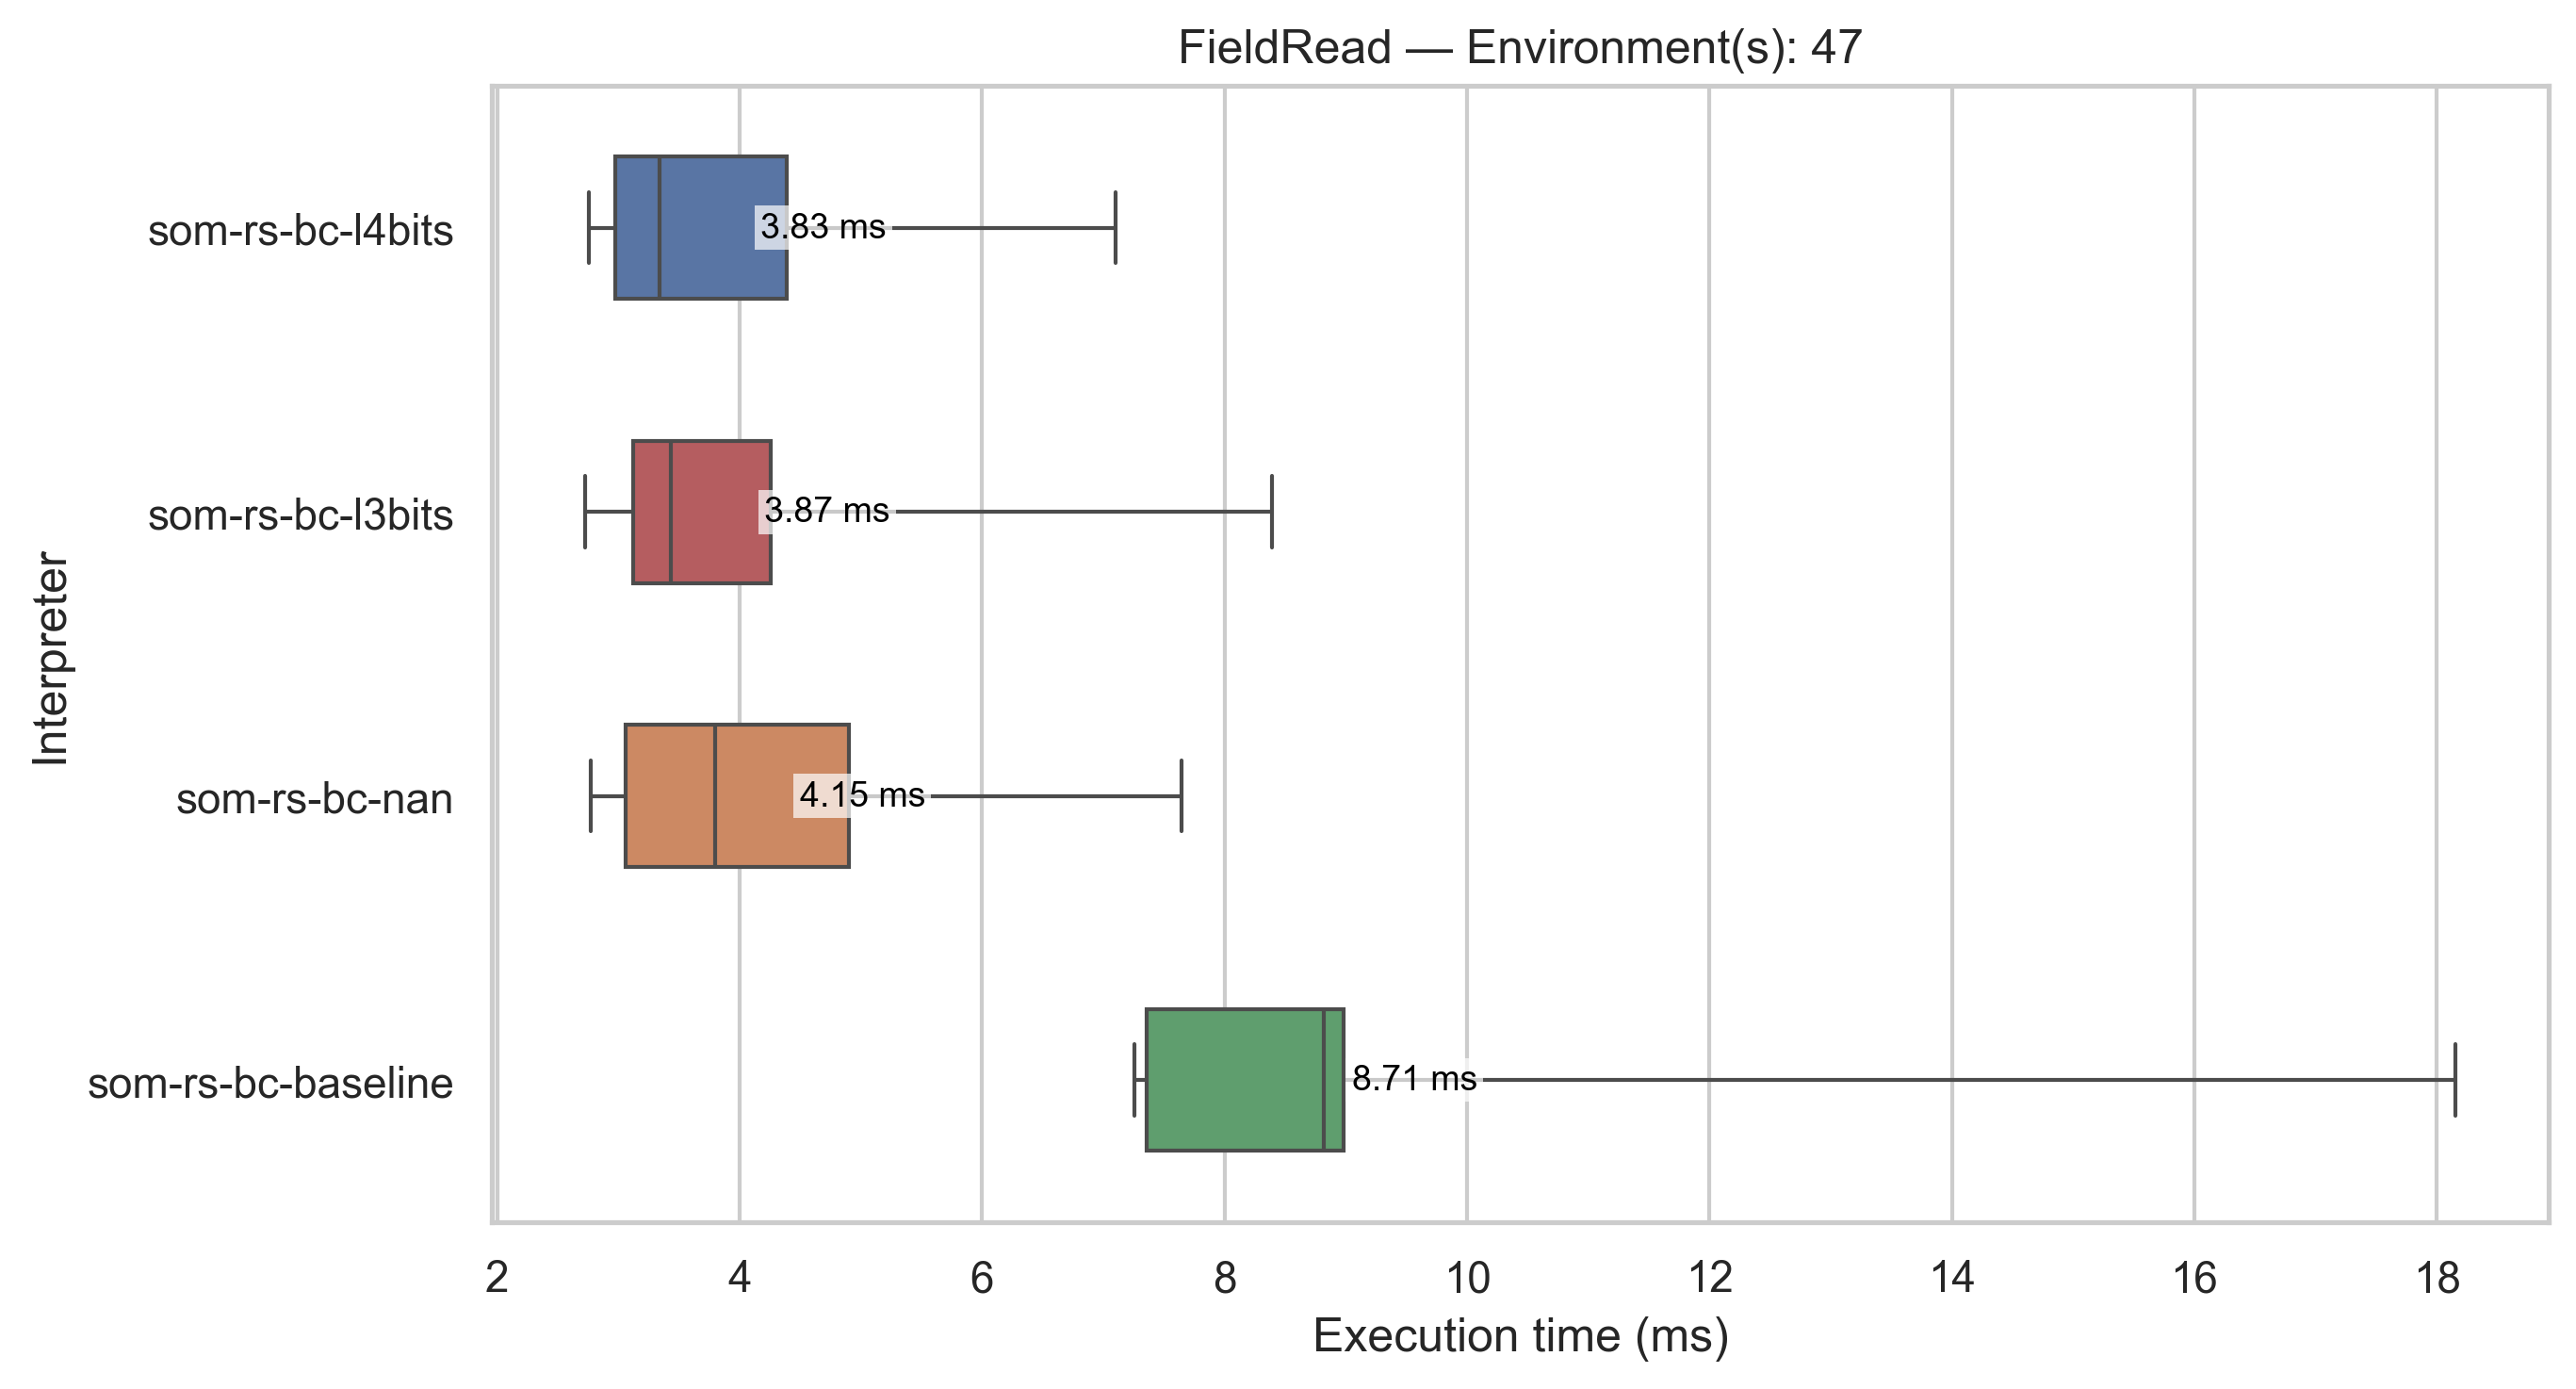 FieldRead — Environment(s): 47
som-rs-bc-l4bits
3.83 ms
som-rs-bc-l3bits
3.87 ms
som-rs-bc-nan
4.15 ms
som-rs-bc-baseline
8.71 ms
Interpreter
2 4 6 8 10 12 14 16 18
Execution time (ms)